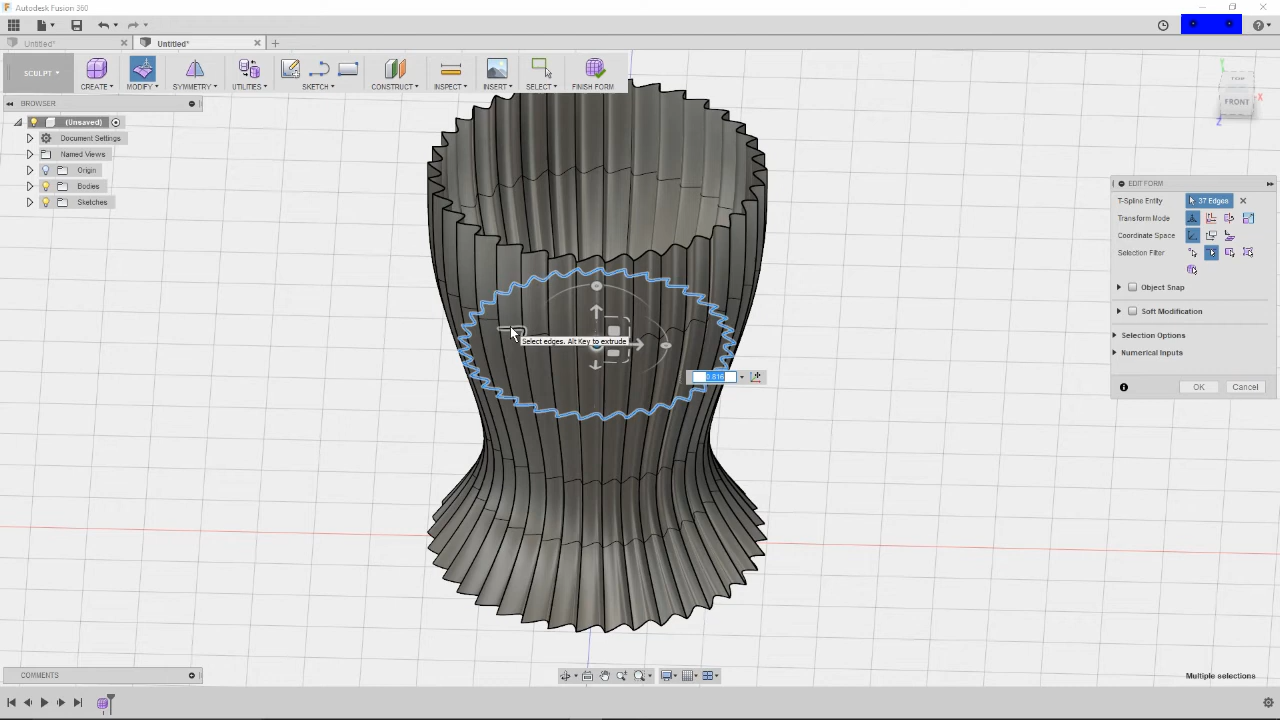 Autodesk Fusion 360
Untitled*
Untitled*
SCULPT
CREATE
MODIFY
SYMMETRY
UTILITIES
SKETCH
CONSTRUCT
INSPECT
INSERT
SELECT
FINISH FORM
BROWSER
(Unsaved)
Document Settings
Named Views
Origin
Bodies
Sketches
TOP
FRONT
X
Y
Z
EDIT FORM
T-Spline Entity
37 Edges
Transform Mode
Coordinate Space
Selection Filter
Object Snap
Soft Modification
Selection Options
Numerical Inputs
OK
Cancel
Select edges. Alt Key to extrude
0.816
COMMENTS
Multiple selections